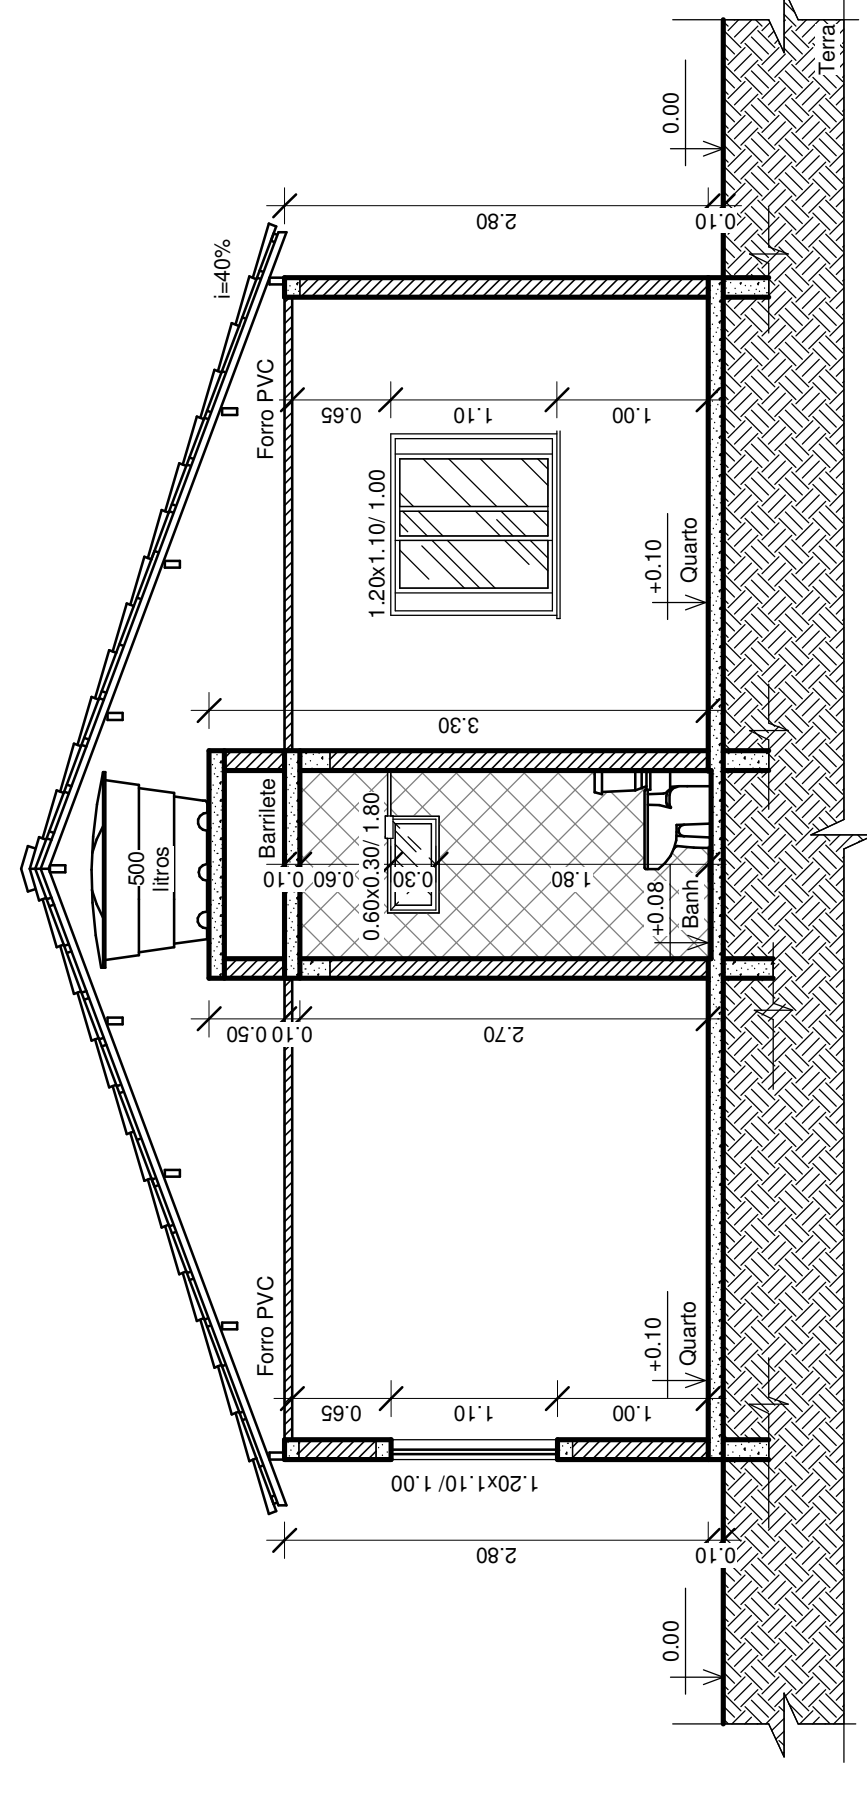 500
litros
i=40%
Forro PVC
Barrilete
Forro PVC
0.50
0.10
0.10
0.60
0.60x0.30/ 1.80
1.20x1.10/ 1.00
0.65
0.30
0.65
2.80
1.20x1.10/ 1.00
1.10
2.70
1.80
3.30
1.10
2.80
1.00
1.00
0.00
+0.10
Quarto
+0.08
Banh
+0.10
Quarto
0.00
0.10
0.10
Terra